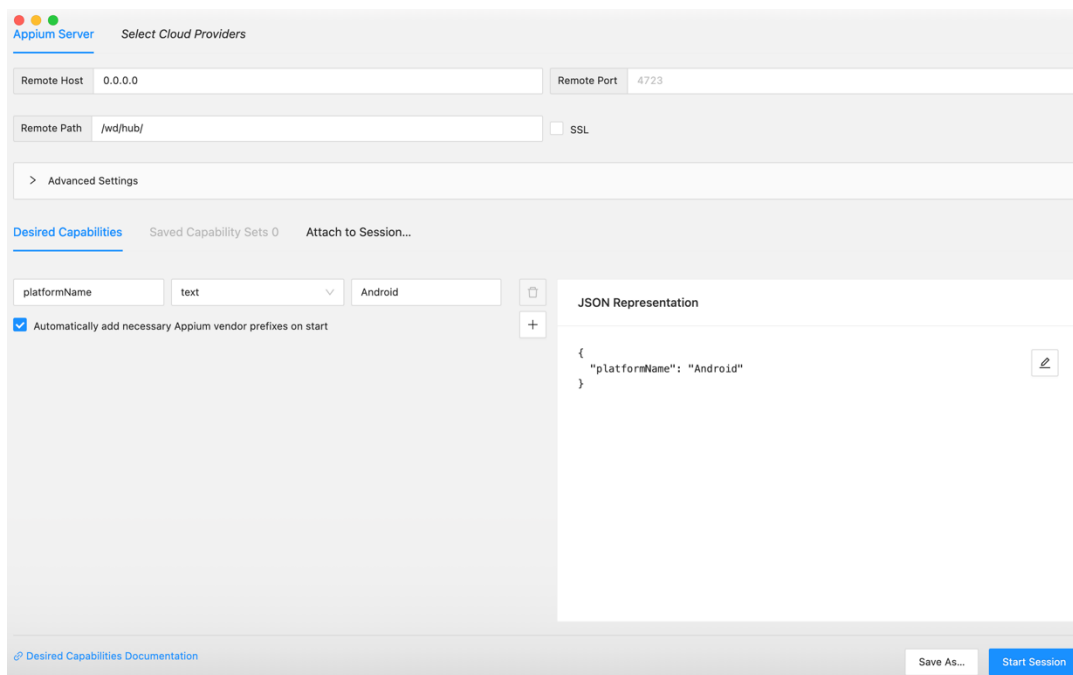 Appium Server Select Cloud Providers
Remote Host 0.0.0.0 Remote Port 4723
Remote Path /wd/hub/ SSL
Advanced Settings
Desired Capabilities Saved Capability Sets 0 Attach to Session...
platformName text Android
Automatically add necessary Appium vendor prefixes on start
JSON Representation
{
"platformName": "Android"
}
Desired Capabilities Documentation
Save As... Start Session